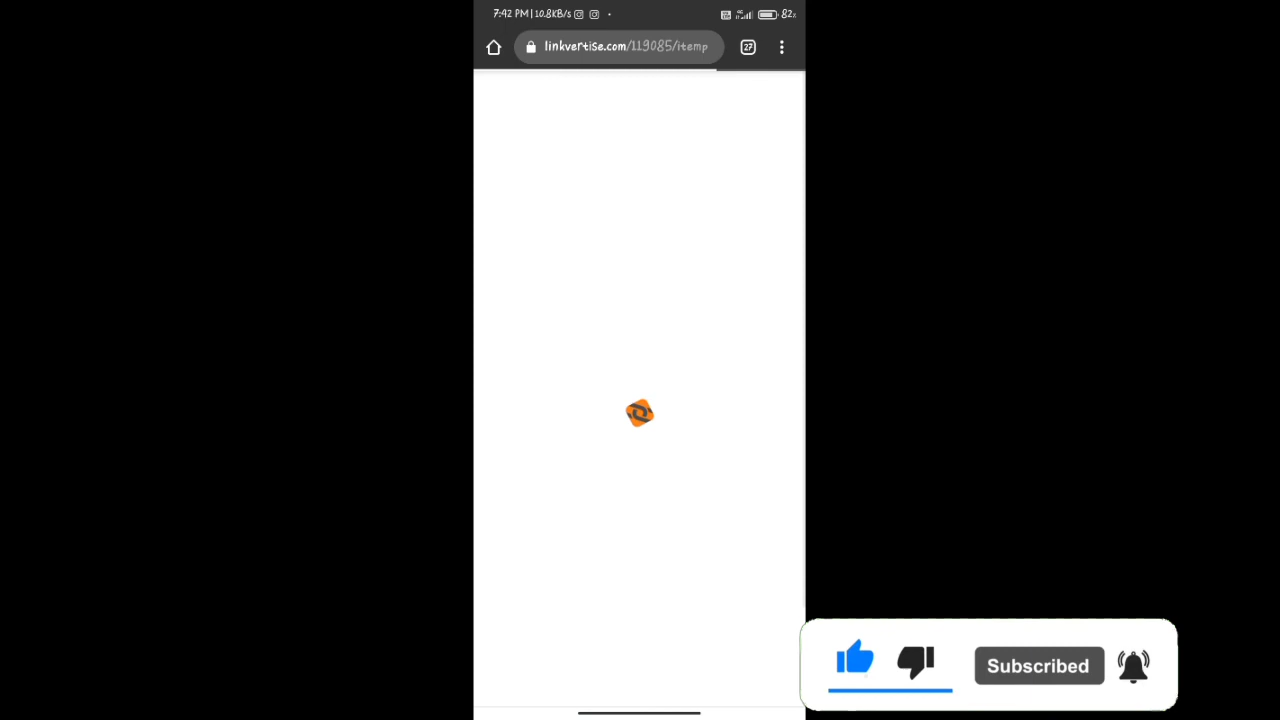 7:42 PM | 10.8KB/s
82%
linkvertise.com/119085/itemp
27
Subscribed